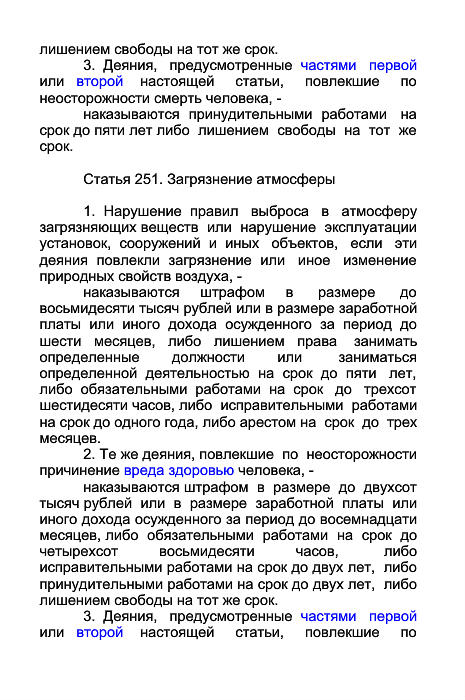 лишением свободы на тот же срок.
3. Деяния, предусмотренные частями первой
или второй настоящей статьи, повлекшие по
неосторожности смерть человека, -
наказываются принудительными работами на
срок до пяти лет либо лишением свободы на тот же
срок.
Статья 251. Загрязнение атмосферы
1. Нарушение правил выброса в атмосферу
загрязняющих веществ или нарушение эксплуатации
установок, сооружений и иных объектов, если эти
деяния повлекли загрязнение или иное изменение
природных свойств воздуха, -
наказываются штрафом в размере до
восьмидесяти тысяч рублей или в размере заработной
платы или иного дохода осужденного за период до
шести месяцев, либо лишением права занимать
определенные должности или заниматься
определенной деятельностью на срок до пяти лет,
либо обязательными работами на срок до трехсот
шестидесяти часов, либо исправительными работами
на срок до одного года, либо арестом на срок до трех
месяцев.
2. Те же деяния, повлекшие по неосторожности
причинение вреда здоровью человека, -
наказываются штрафом в размере до двухсот
тысяч рублей или в размере заработной платы или
иного дохода осужденного за период до восемнадцати
месяцев, либо обязательными работами на срок до
четырехсот восьмидесяти часов, либо
исправительными работами на срок до двух лет, либо
принудительными работами на срок до двух лет, либо
лишением свободы на тот же срок.
3. Деяния, предусмотренные частями первой
или второй настоящей статьи, повлекшие по